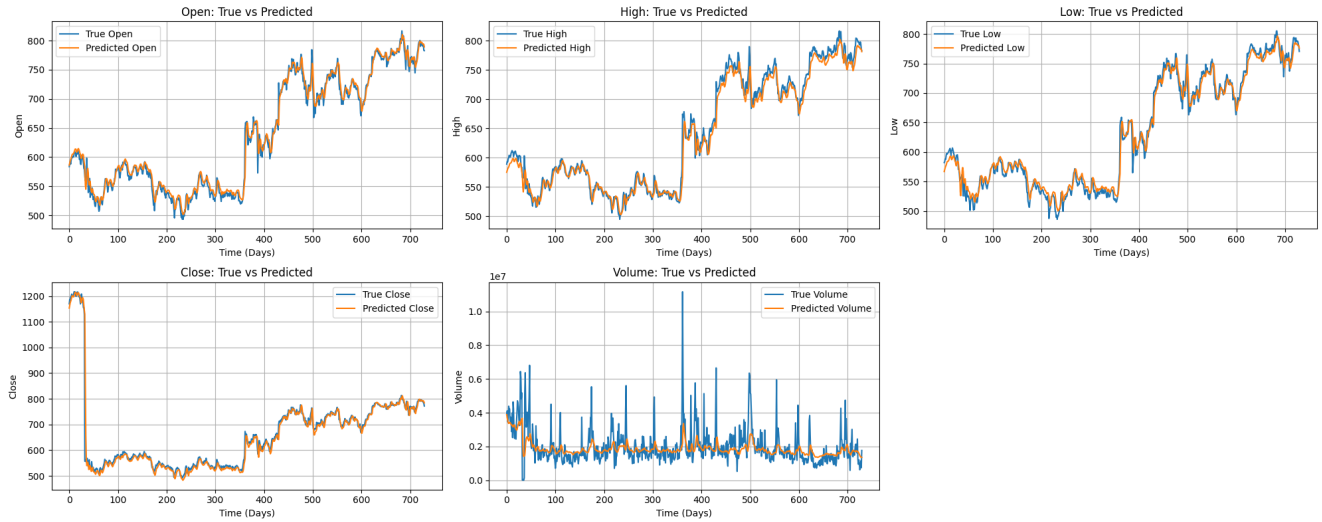 Open: True vs Predicted
True Open
Predicted Open
800
750
700
650
600
550
500
Open
0 100 200 300 400 500 600 700
Time (Days)
High: True vs Predicted
True High
Predicted High
800
750
700
650
600
550
500
High
0 100 200 300 400 500 600 700
Time (Days)
Low: True vs Predicted
True Low
Predicted Low
800
750
700
650
600
550
500
Low
0 100 200 300 400 500 600 700
Time (Days)
Close: True vs Predicted
True Close
Predicted Close
1200
1100
1000
900
800
700
600
500
Close
0 100 200 300 400 500 600 700
Time (Days)
Volume: True vs Predicted
1e7
True Volume
Predicted Volume
1.0
0.8
0.6
0.4
0.2
0.0
Volume
0 100 200 300 400 500 600 700
Time (Days)